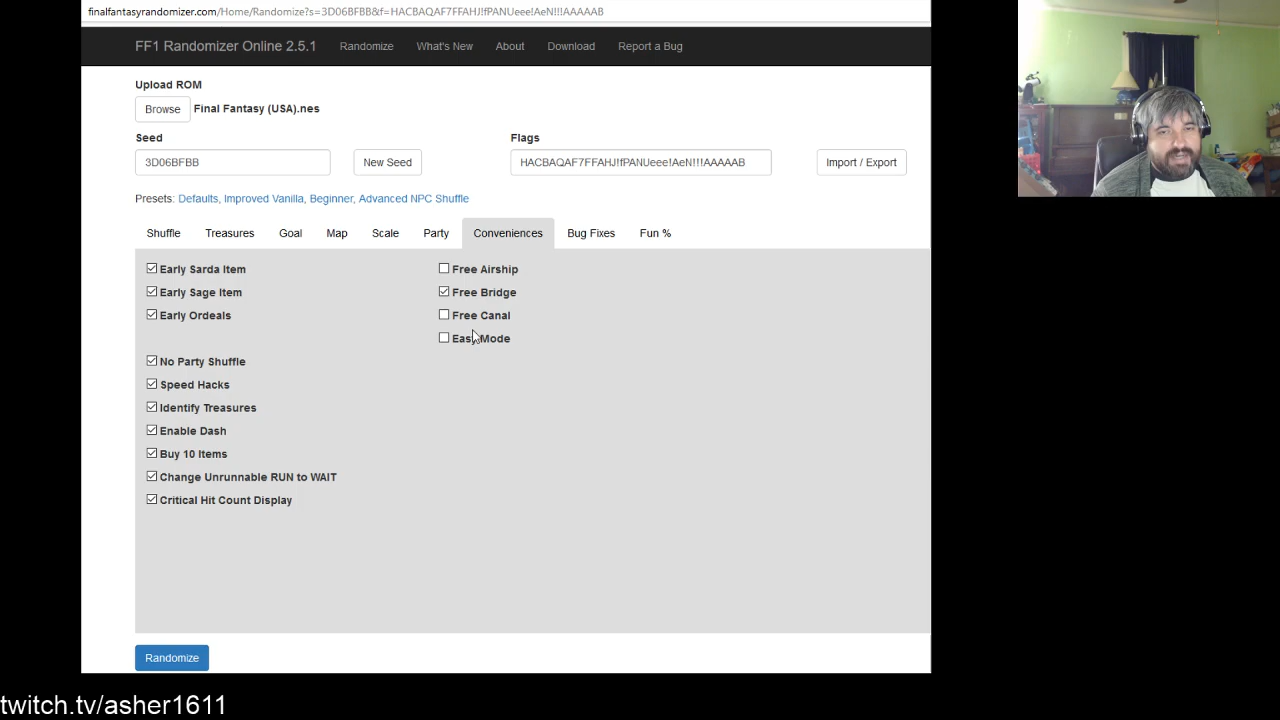 finalfantasyrandomizer.com/Home/Randomize?s=3D06BFBB&f=HACBAQAF7FFAHJ!fPANUeee!AeN!!!AAAAAB
FF1 Randomizer Online 2.5.1 Randomize What's New About Download Report a Bug
Upload ROM
Browse Final Fantasy (USA).nes
Seed Flags
3D06BFBB New Seed HACBAQAF7FFAHJ!fPANUeee!AeN!!!AAAAAB Import / Export
Presets: Defaults, Improved Vanilla, Beginner, Advanced NPC Shuffle
Shuffle Treasures Goal Map Scale Party Conveniences Bug Fixes Fun %
Early Sarda Item Free Airship
Early Sage Item Free Bridge
Early Ordeals Free Canal
Easy Mode
No Party Shuffle
Speed Hacks
Identify Treasures
Enable Dash
Buy 10 Items
Change Unrunnable RUN to WAIT
Critical Hit Count Display
Randomize
twitch.tv/asher1611